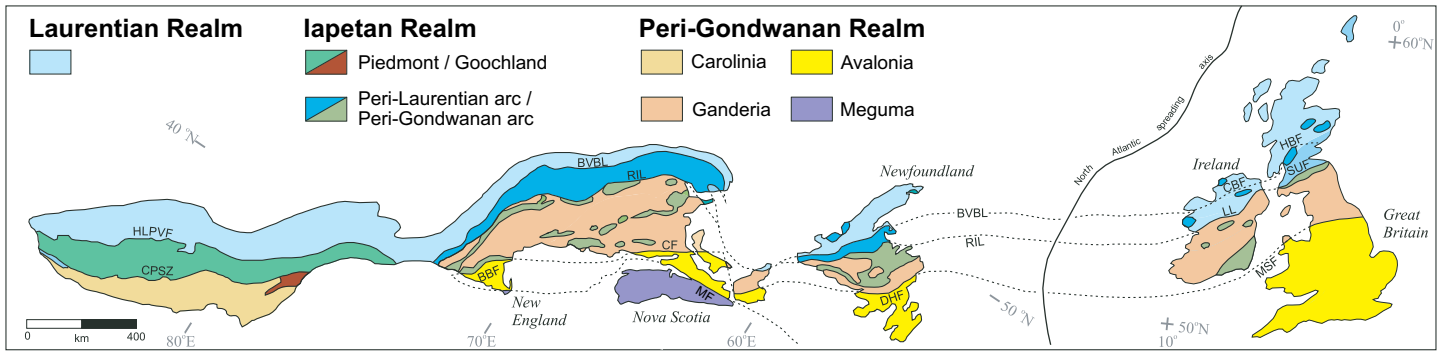 Laurentian Realm
Iapetan Realm
Piedmont / Goochland
Peri-Laurentian arc /
Peri-Gondwanan arc
Peri-Gondwanan Realm
Carolinia
Avalonia
Ganderia
Meguma
0°
60°N
40 °N
North Atlantic spreading axis
BVBL
RIL
Newfoundland
Ireland
HBF
SUF
CBF
LL
BVBL
RIL
Great
Britain
HLPVF
CPSZ
CF
BBF
MF
DHF
MSF
New
England
Nova Scotia
0
400
km
80°E
70°E
60°E
50 °N
50°N
10°